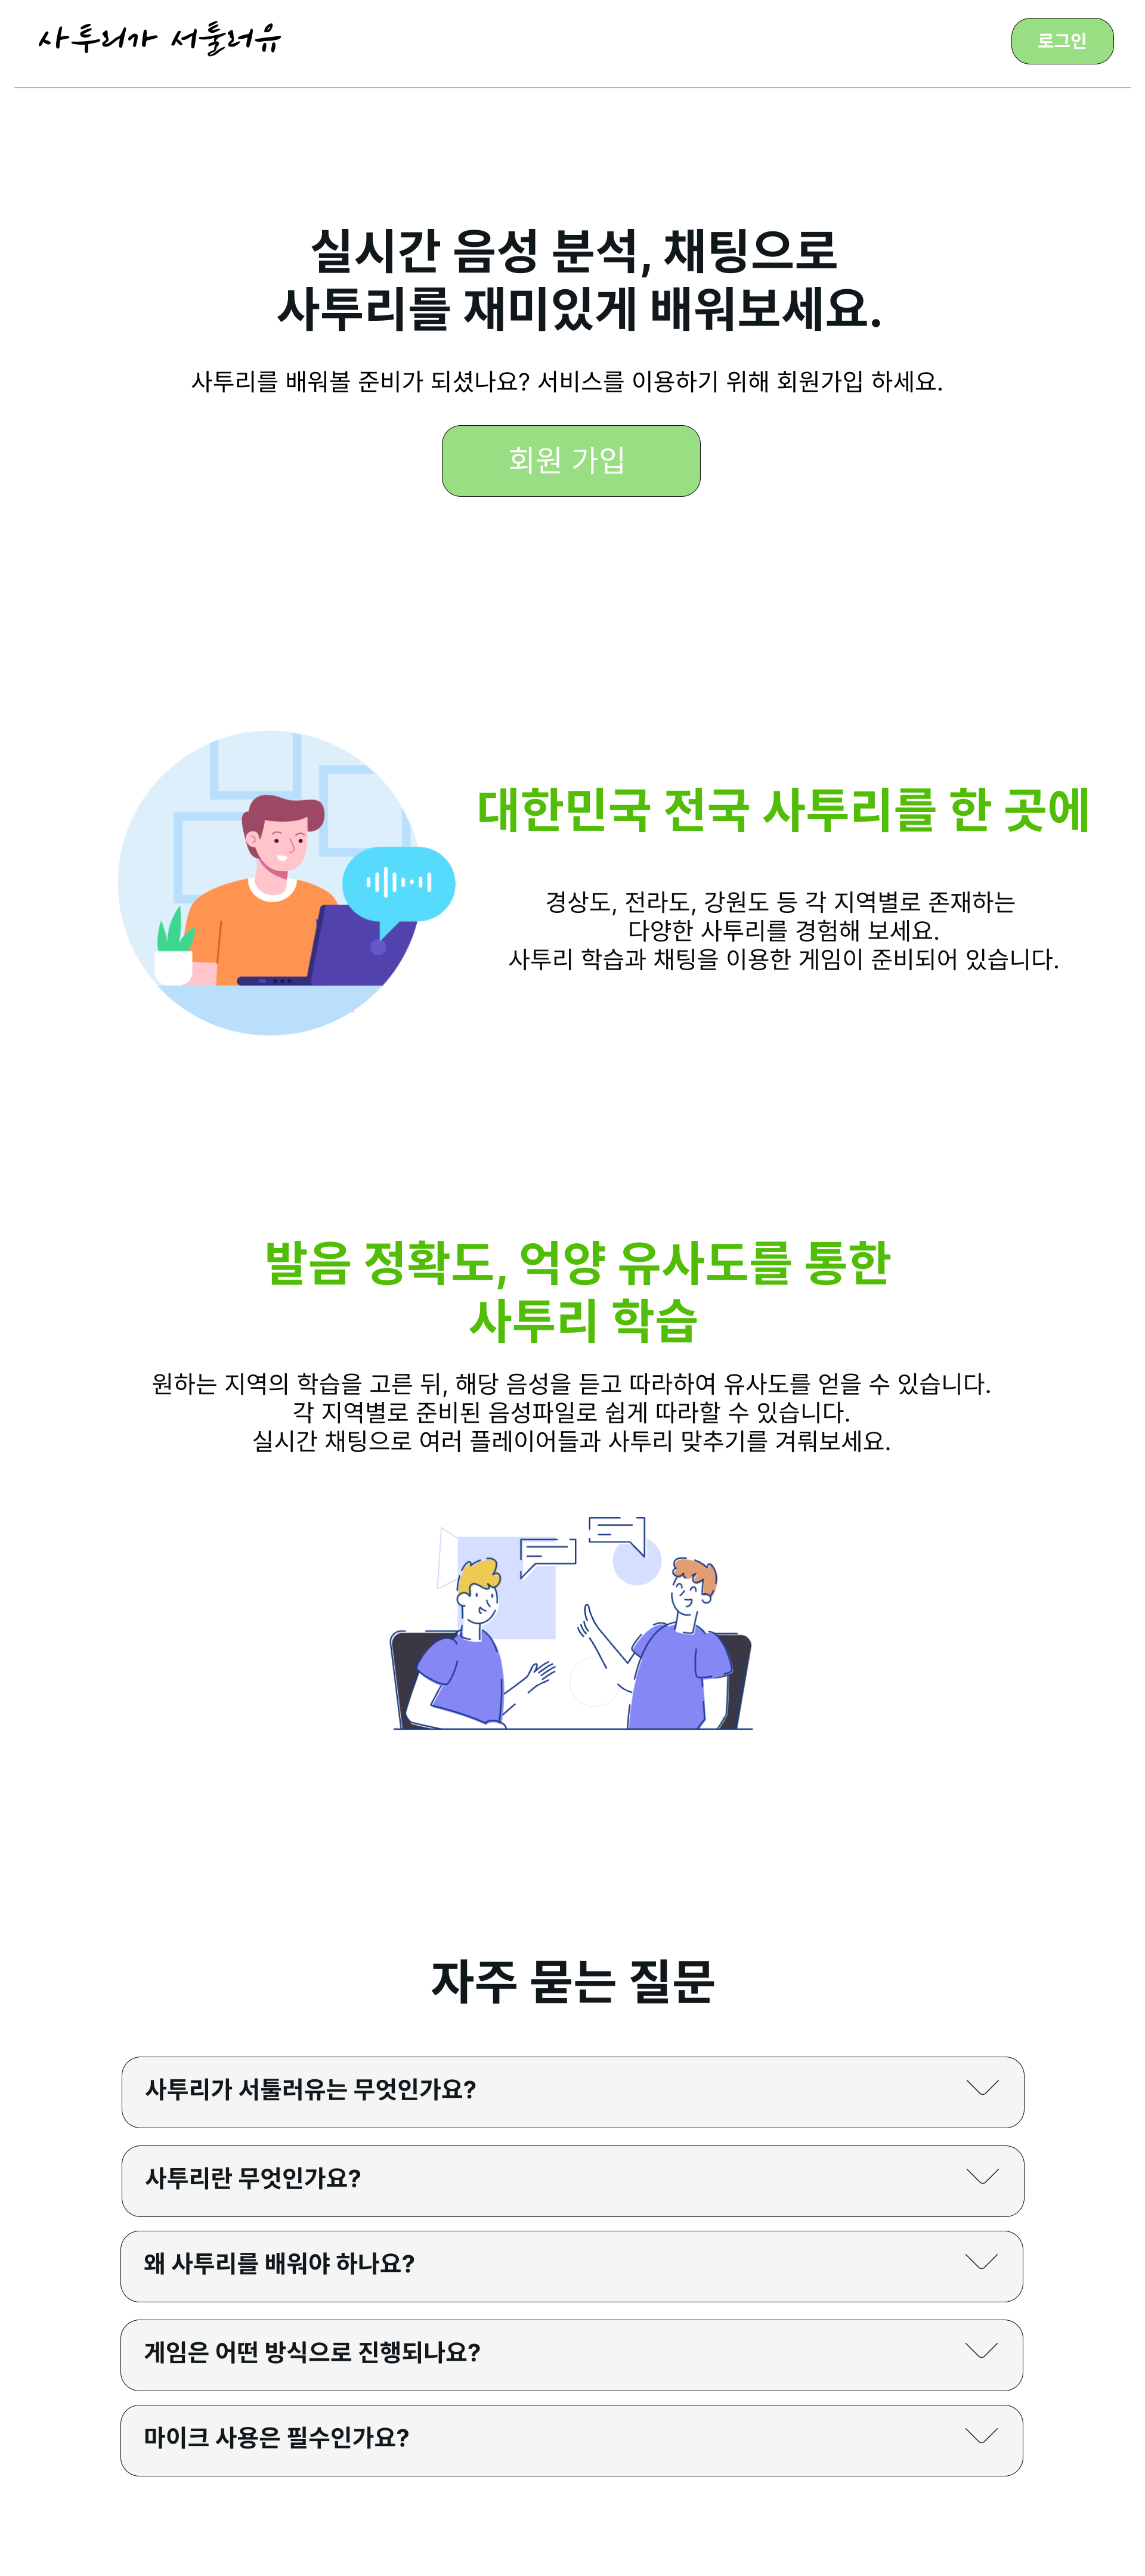 사투리가 서툴러유
로그인
실시간 음성 분석, 채팅으로
사투리를 재미있게 배워보세요.
사투리를 배워볼 준비가 되셨나요? 서비스를 이용하기 위해 회원가입 하세요.
회원 가입
대한민국 전국 사투리를 한 곳에
경상도, 전라도, 강원도 등 각 지역별로 존재하는
다양한 사투리를 경험해 보세요.
사투리 학습과 채팅을 이용한 게임이 준비되어 있습니다.
발음 정확도, 억양 유사도를 통한
사투리 학습
원하는 지역의 학습을 고른 뒤, 해당 음성을 듣고 따라하여 유사도를 얻을 수 있습니다.
각 지역별로 준비된 음성파일로 쉽게 따라할 수 있습니다.
실시간 채팅으로 여러 플레이어들과 사투리 맞추기를 겨뤄보세요.
자주 묻는 질문
사투리가 서툴러유는 무엇인가요?
사투리란 무엇인가요?
왜 사투리를 배워야 하나요?
게임은 어떤 방식으로 진행되나요?
마이크 사용은 필수인가요?